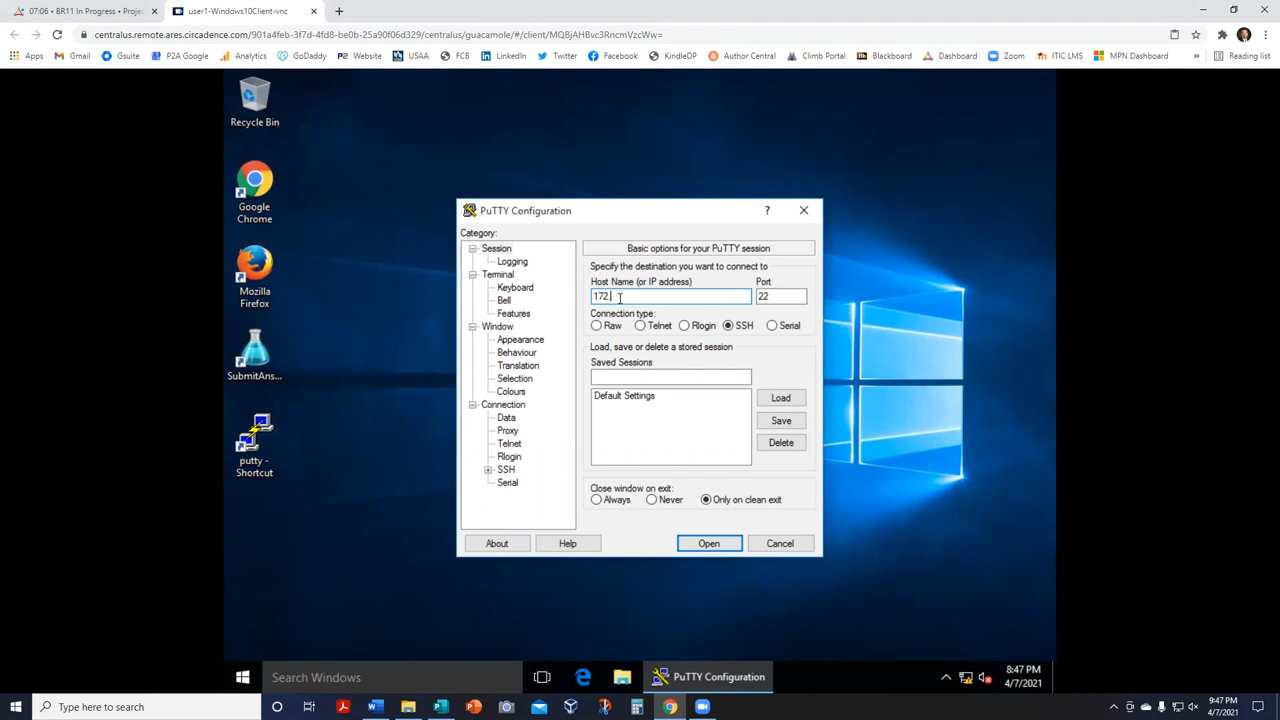 07:06 | BR11 In Progress • Projec
user1-Windows10Client-vnc
centralus.remote.ares.circadence.com/901a4feb-3f7d-4fd8-be0b-25a90f06d329/centralus/guacamole/#/client/MQBjAHBvc3RncmVzcWw=
Apps
Gmail
Gsuite
P2A Google
Analytics
GoDaddy
Website
USAA
FCB
LinkedIn
Twitter
Facebook
KindleDP
Author Central
Climb Portal
Blackboard
Dashboard
Zoom
ITIC LMS
MPN Dashboard
»
Reading list
Recycle Bin
Google
Chrome
Mozilla
Firefox
SubmitAns...
putty -
Shortcut
PuTTY Configuration
?
Category:
Session
Logging
Terminal
Keyboard
Bell
Features
Window
Appearance
Behaviour
Translation
Selection
Colours
Connection
Data
Proxy
Telnet
Rlogin
SSH
Serial
Basic options for your PuTTY session
Specify the destination you want to connect to
Host Name (or IP address) Port
172. 22
Connection type:
Raw Telnet Rlogin SSH Serial
Load, save or delete a stored session
Saved Sessions
Default Settings
Load
Save
Delete
Close window on exit:
Always Never Only on clean exit
About Help Open Cancel
Search Windows
PuTTY Configuration
8:47 PM
4/7/2021
Type here to search
9:47 PM
4/7/2021